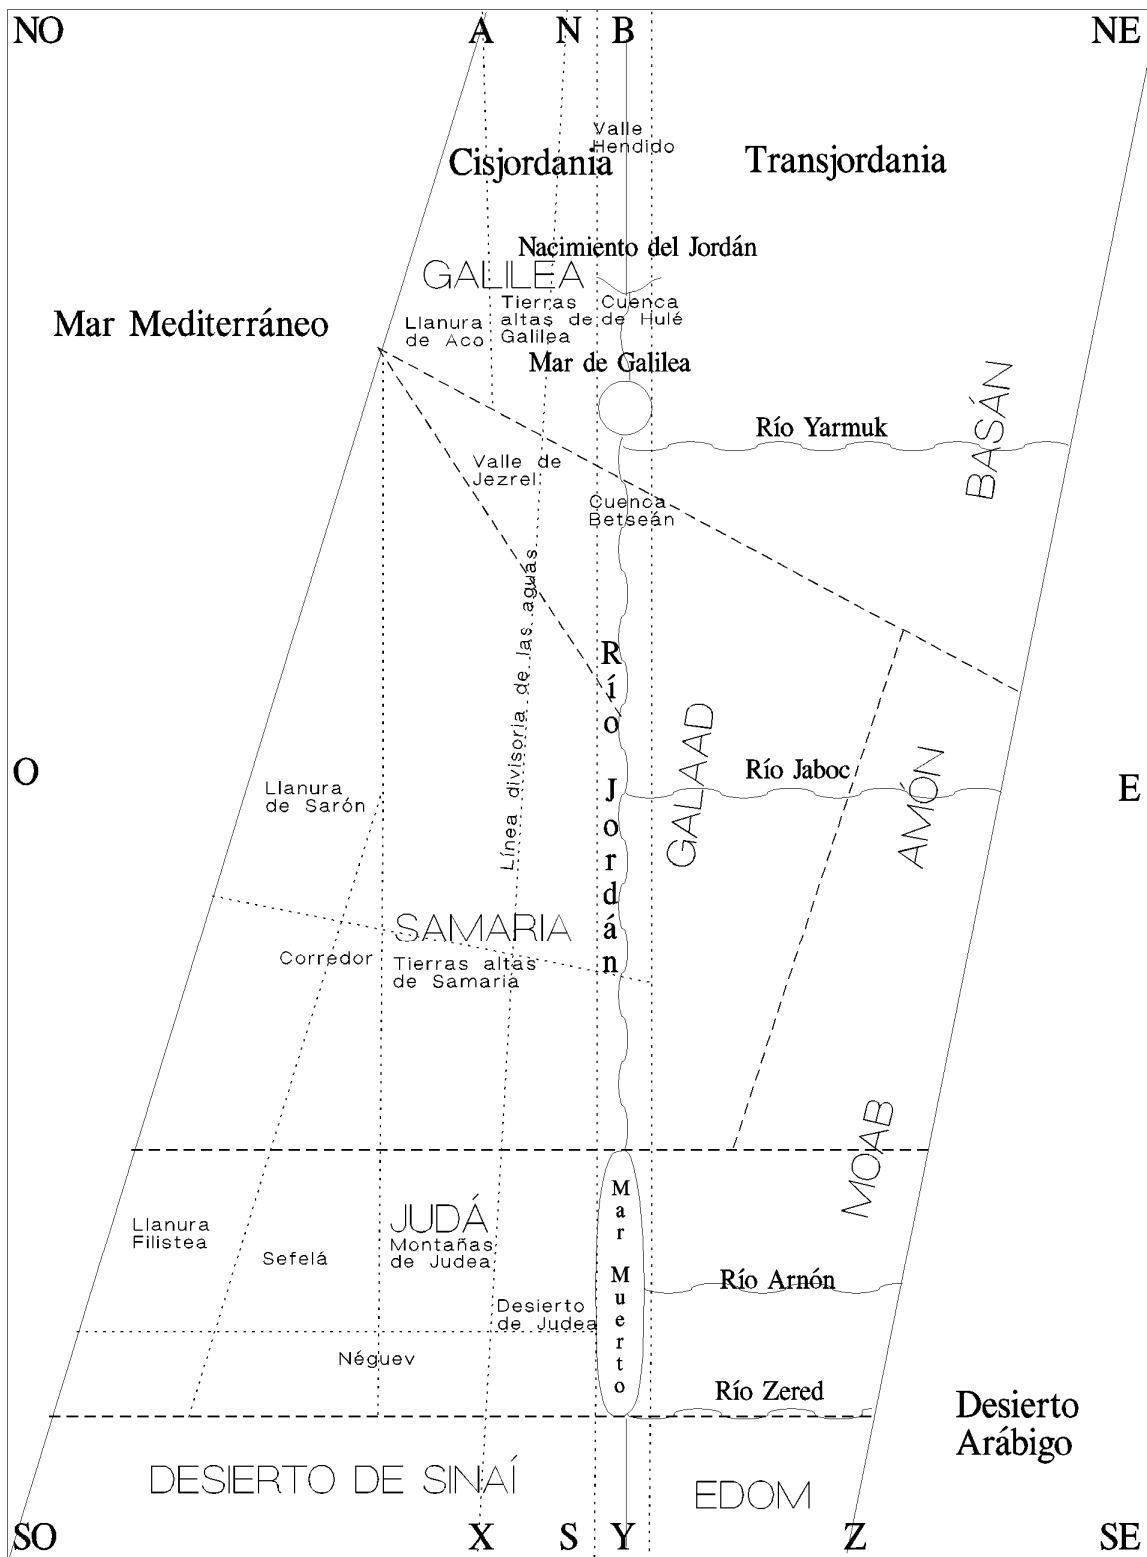 NO
A
N
B
NE
Valle
Hendido
Cisjordania
Transjordania
Nacimiento del Jordán
GALILEA
Tierras
altas de
Galilea
Cuenca
de Hulé
Llanura
de Aco
Mar Mediterráneo
Mar de Galilea
BASÁN
Río Yarmuk
Valle de
Jezrel
Cuenca
Betseán
Línea divisoria de las aguás
Río Jordán
GALAAD
Río Jaboc
AMÓN
O
E
Llanura
de Sarón
SAMARIA
Corredor
Tierras altas
de Samaria
MOAB
Llanura
Filistea
Sefelá
JUDÁ
Montañas
de Judea
Mar Muerto
Río Arnón
Desierto
de Judea
Néguev
Río Zered
Desierto
Arábigo
DESIERTO DE SINAÍ
EDOM
SO
X
S
Y
Z
SE